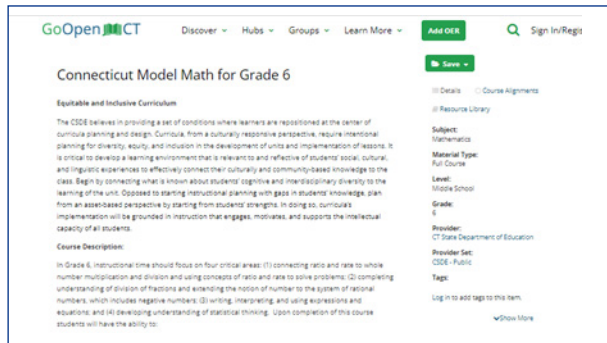 GoOpen CT
Discover
Hubs
Groups
Learn More
Add OER
Sign In/Regis
Connecticut Model Math for Grade 6
Equitable and Inclusive Curriculum
The CSDE believes in providing a set of conditions where learners are repositioned at the center of
curricula planning and design. Curricula, from a culturally responsive perspective, require intentional
planning for diversity, equity, and inclusion in the development of units and implementation of lessons. It
is critical to develop a learning environment that is relevant to and reflective of students' social, cultural,
and linguistic experiences to effectively connect their culturally and community-based knowledge to the
class. Begin by connecting what is known about students' cognitive and interdisciplinary diversity to the
learning of the unit. Opposed to starting instructional planning with gaps in students' knowledge, plan
from an asset-based perspective by starting from students' strengths. In doing so, curricula's
implementation will be grounded in instruction that engages, motivates, and supports the intellectual
capacity of all students.
Course Description:
In Grade 6, instructional time should focus on four critical areas: (1) connecting ratio and rate to whole
number multiplication and division and using concepts of ratio and rate to solve problems; (2) completing
understanding of division of fractions and extending the notion of number to the system of rational
numbers, which includes negative numbers; (3) writing, interpreting, and using expressions and
equations; and (4) developing understanding of statistical thinking. Upon completion of this course
students will have the ability to:
Save
Details
Course Alignments
Resource Library
Subject:
Mathematics
Material Type:
Full Course
Level:
Middle School
Grade:
6
Provider:
CT State Department of Education
Provider Set:
CSDE - Public
Tags:
Log in to add tags to this item.
Show More